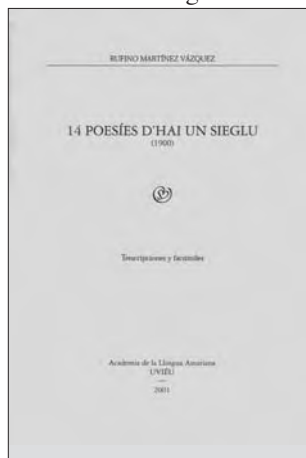 RUFINO MARTÍNEZ VÁZQUEZ
14 POESÍES D'HAI UN SIEGLU
(1900)
Trescripciones y facsímiles
Academia de la Llingua Asturiana
UVIÉU
2001